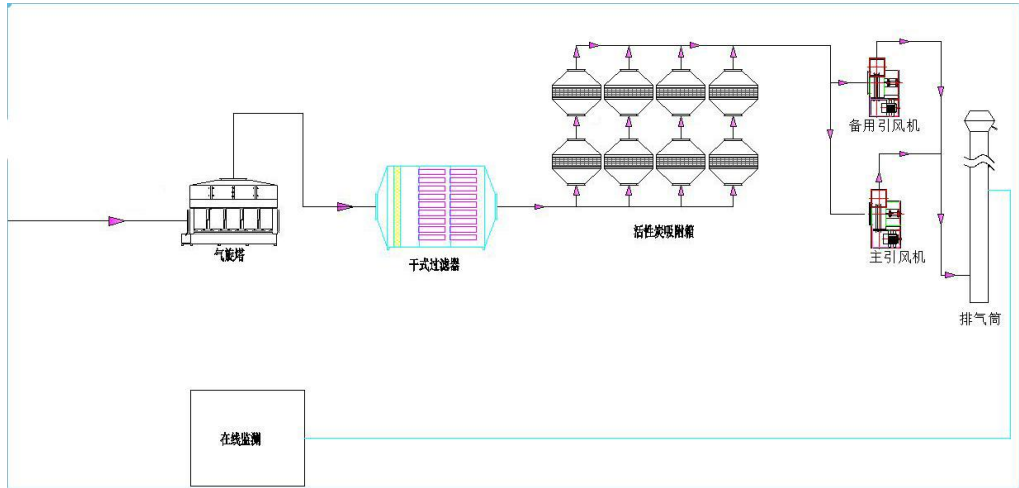 备用引风机
活性炭吸附箱
气旋塔
干式过滤器
主引风机
排气筒
在线监测